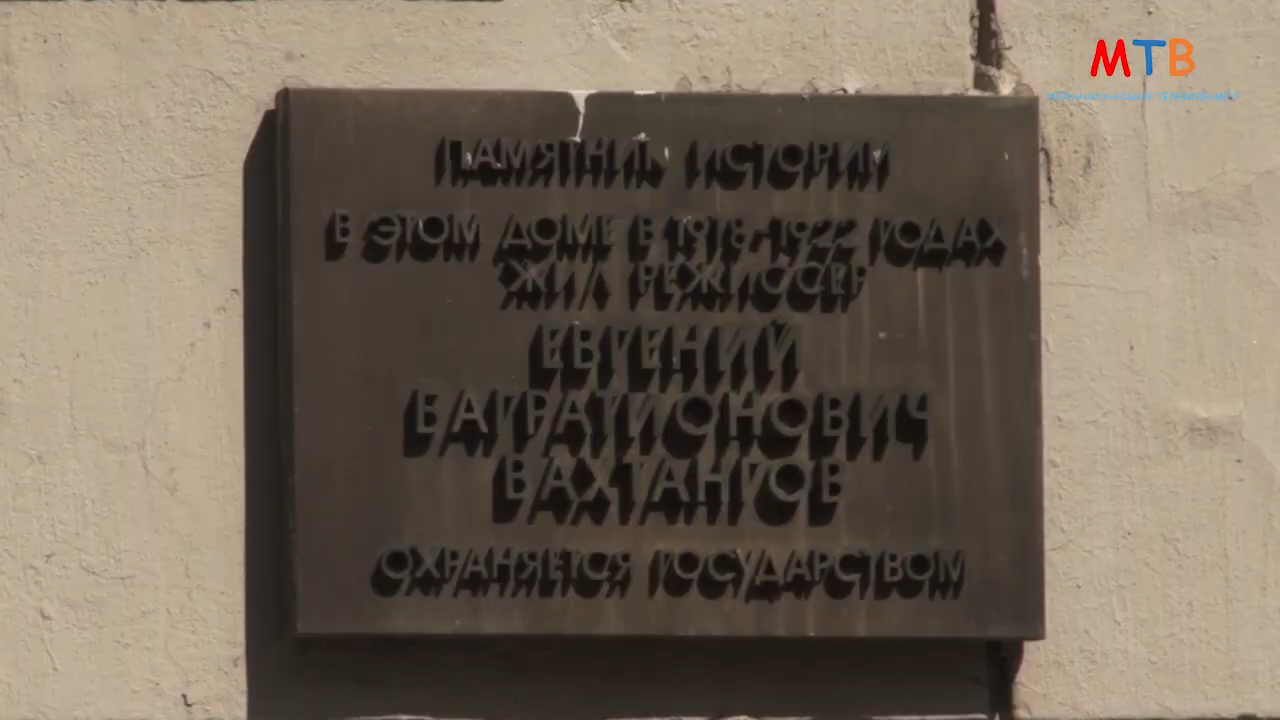 МТВ
ПАМЯТНИК ИСТОРИИ
В ЭТОМ ДОМЕ В 1918-1922 ГОДАХ
ЖИЛ РЕЖИССЕР
ЕВГЕНИЙ
БАГРАТИОНОВИЧ
ВАХТАНГОВ
ОХРАНЯЕТСЯ ГОСУДАРСТВОМ